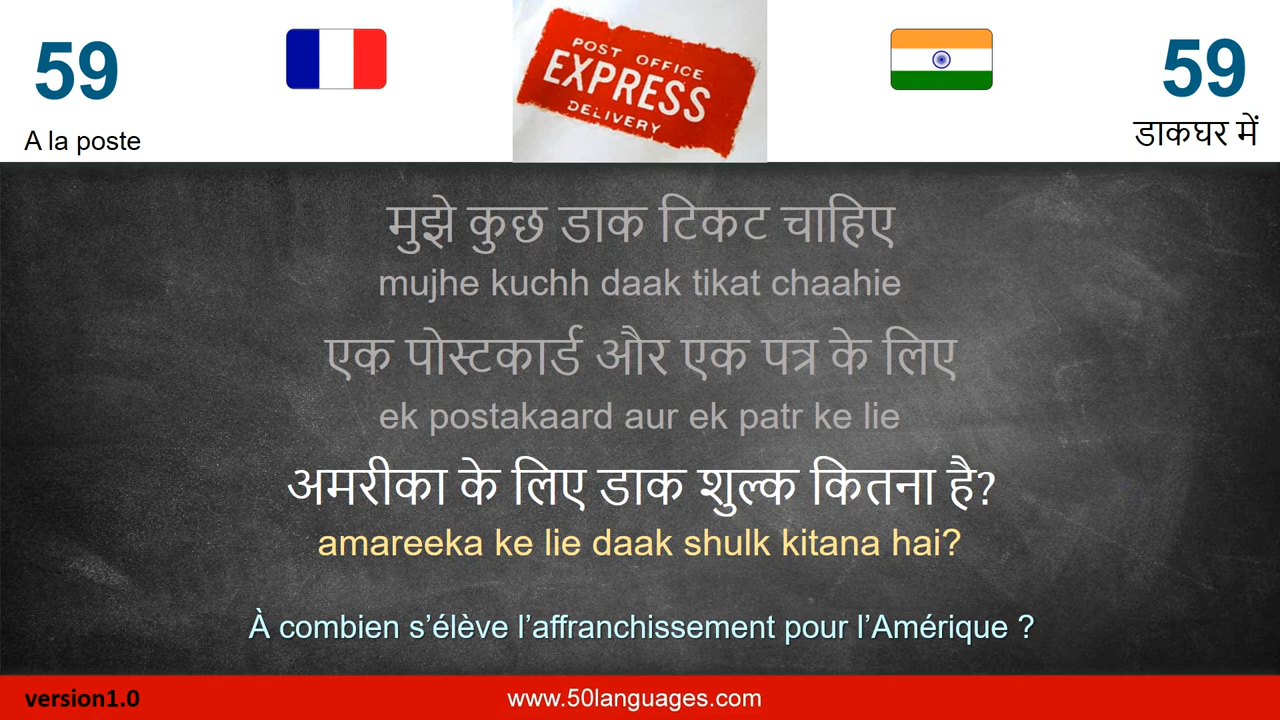 59
A la poste
POST OFFICE
EXPRESS
DELIVERY
59
डाकघर में
मुझे कुछ डाक टिकट चाहिए
mujhe kuchh daak tikat chaahie
एक पोस्टकार्ड और एक पत्र के लिए
ek postakaard aur ek patr ke lie
अमरीका के लिए डाक शुल्क कितना है?
amareeka ke lie daak shulk kitana hai?
À combien s’élève l’affranchissement pour l’Amérique ?
version1.0
www.50languages.com